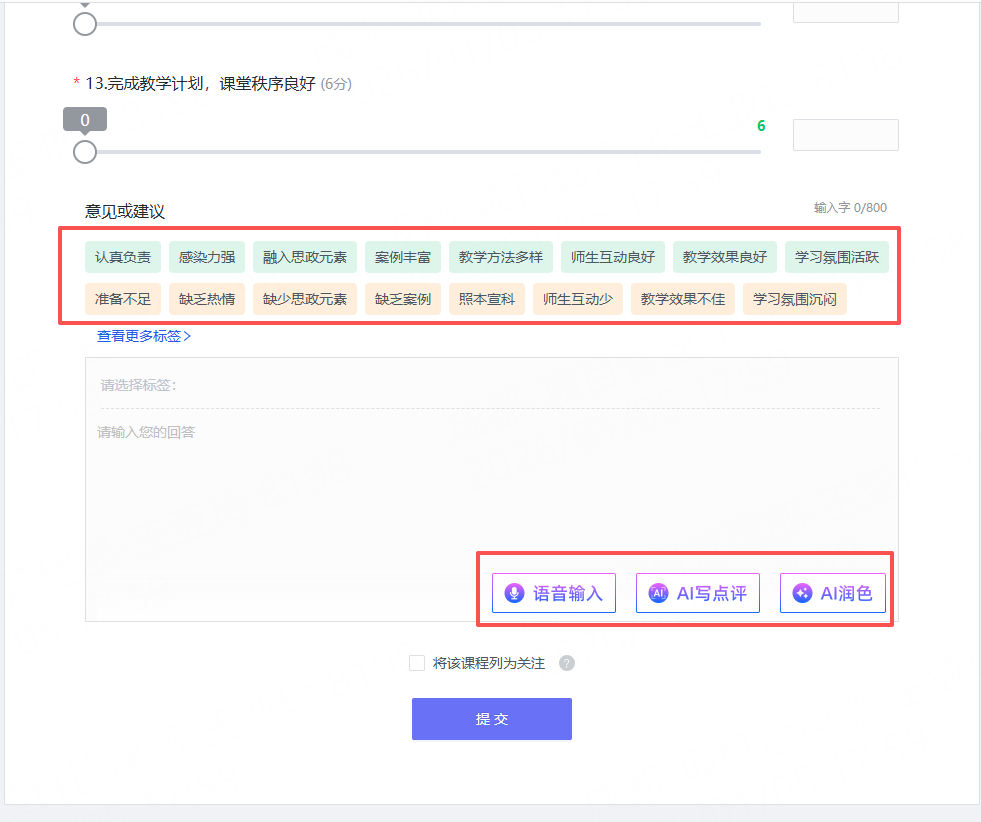 * 13.完成教学计划，课堂秩序良好 (6分)
0
6
意见或建议 输入字 0/800
认真负责 感染力强 融入思政元素 案例丰富 教学方法多样 师生互动良好 教学效果良好 学习氛围活跃
准备不足 缺乏热情 缺少思政元素 缺乏案例 照本宣科 师生互动少 教学效果不佳 学习氛围沉闷
查看更多标签>
请选择标签：
请输入您的回答
语音输入 AI AI写点评 AI润色
将该课程列为关注 ?
提交